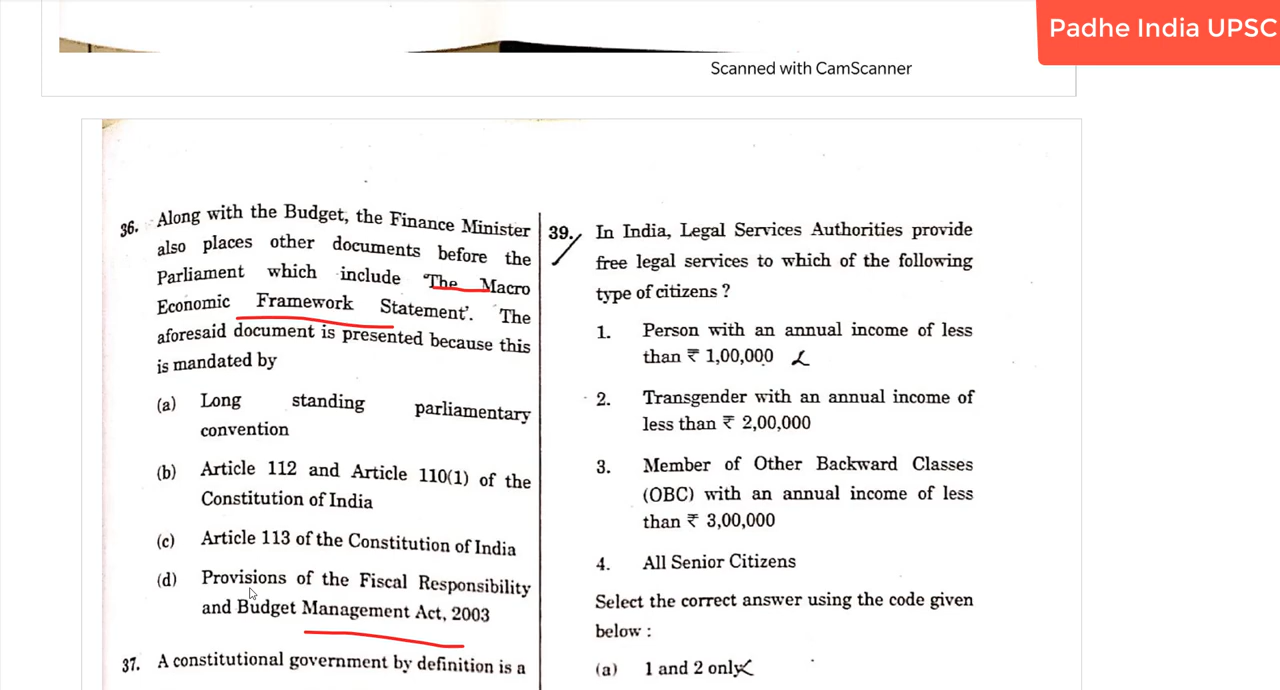 Padhe India UPSC
Scanned with CamScanner
36. Along with the Budget, the Finance Minister
also places other documents before the
Parliament which include 'The Macro
Economic Framework Statement'. The
aforesaid document is presented because this
is mandated by
(a) Long standing parliamentary
convention
(b) Article 112 and Article 110(1) of the
Constitution of India
(c) Article 113 of the Constitution of India
(d) Provisions of the Fiscal Responsibility
and Budget Management Act, 2003
37. A constitutional government by definition is a
39. In India, Legal Services Authorities provide
free legal services to which of the following
type of citizens ?
1. Person with an annual income of less
than ₹ 1,00,000
2. Transgender with an annual income of
less than ₹ 2,00,000
3. Member of Other Backward Classes
(OBC) with an annual income of less
than ₹ 3,00,000
4. All Senior Citizens
Select the correct answer using the code given
below :
(a) 1 and 2 only